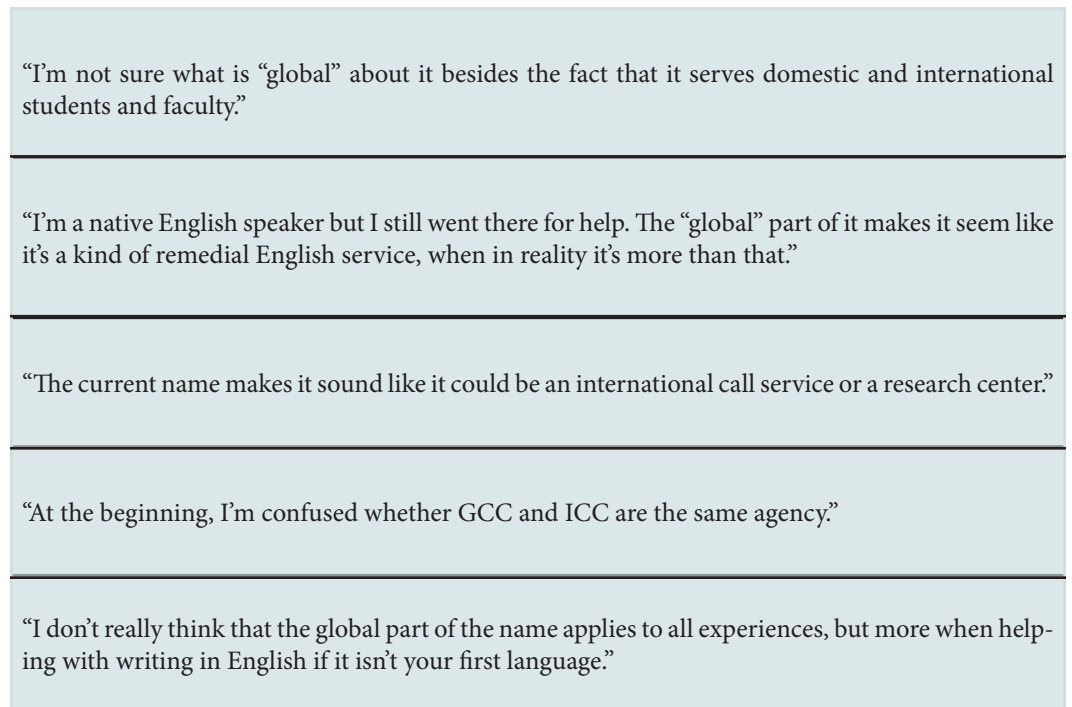 “I’m not sure what is “global” about it besides the fact that it serves domestic and international
students and faculty.”
“I’m a native English speaker but I still went there for help. The “global” part of it makes it seem like
it’s a kind of remedial English service, when in reality it’s more than that.”
“The current name makes it sound like it could be an international call service or a research center.”
“At the beginning, I’m confused whether GCC and ICC are the same agency.”
“I don’t really think that the global part of the name applies to all experiences, but more when help-
ing with writing in English if it isn’t your first language.”